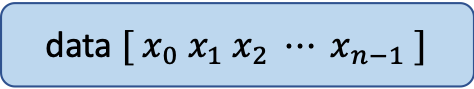 data [ x₀ x₁ x₂ ⋯ xₙ₋₁ ]